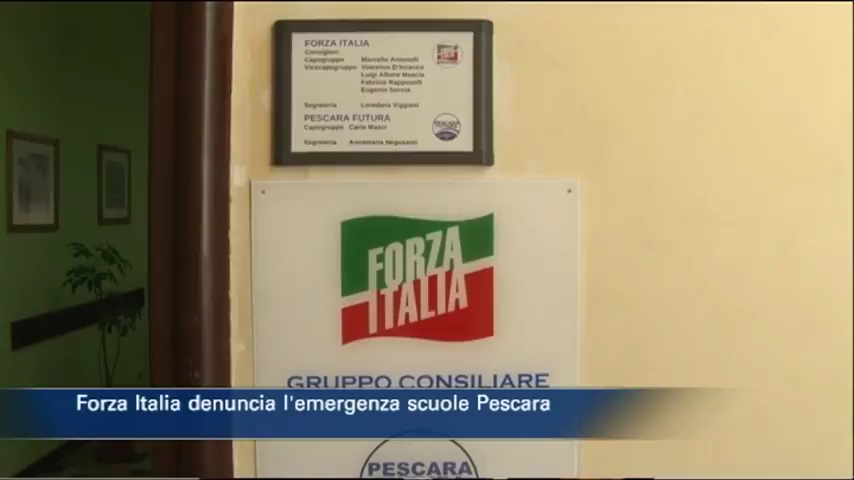 FORZA ITALIA
Consiglieri
Capogruppo Marcello Antonelli
Vicecapogruppo Vincenzo D'Incecco
Luigi Albore Mascia
Fabrizio Rapposelli
Eugenio Seccia
Segreteria Loredana Viggiani
PESCARA FUTURA
Capogruppo Carlo Masci
Segreteria Annamaria
FORZA
ITALIA
GRUPPO CONSILIARE
Forza Italia denuncia l'emergenza scuole Pescara
PESCARA